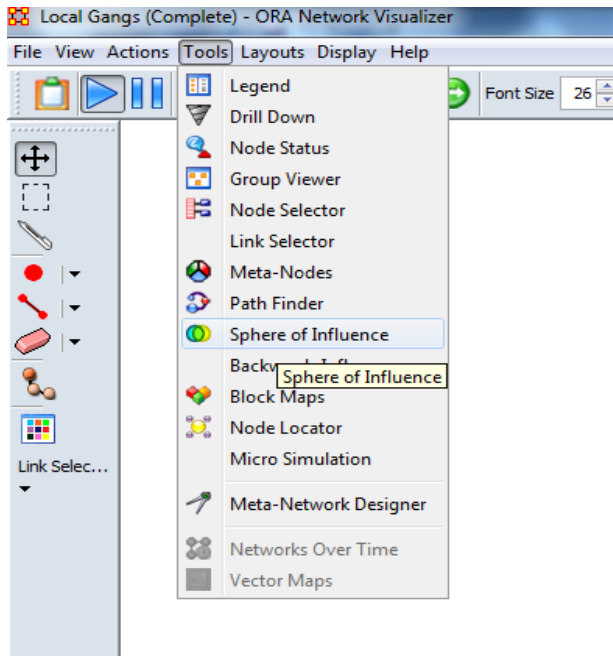 Local Gangs (Complete) - ORA Network Visualizer
File View Actions Tools Layouts Display Help
Font Size 26
Legend
Drill Down
Node Status
Group Viewer
Node Selector
Link Selector
Meta-Nodes
Path Finder
Sphere of Influence
Sphere of Influence
Block Maps
Node Locator
Micro Simulation
Link Selec...
Meta-Network Designer
Networks Over Time
Vector Maps